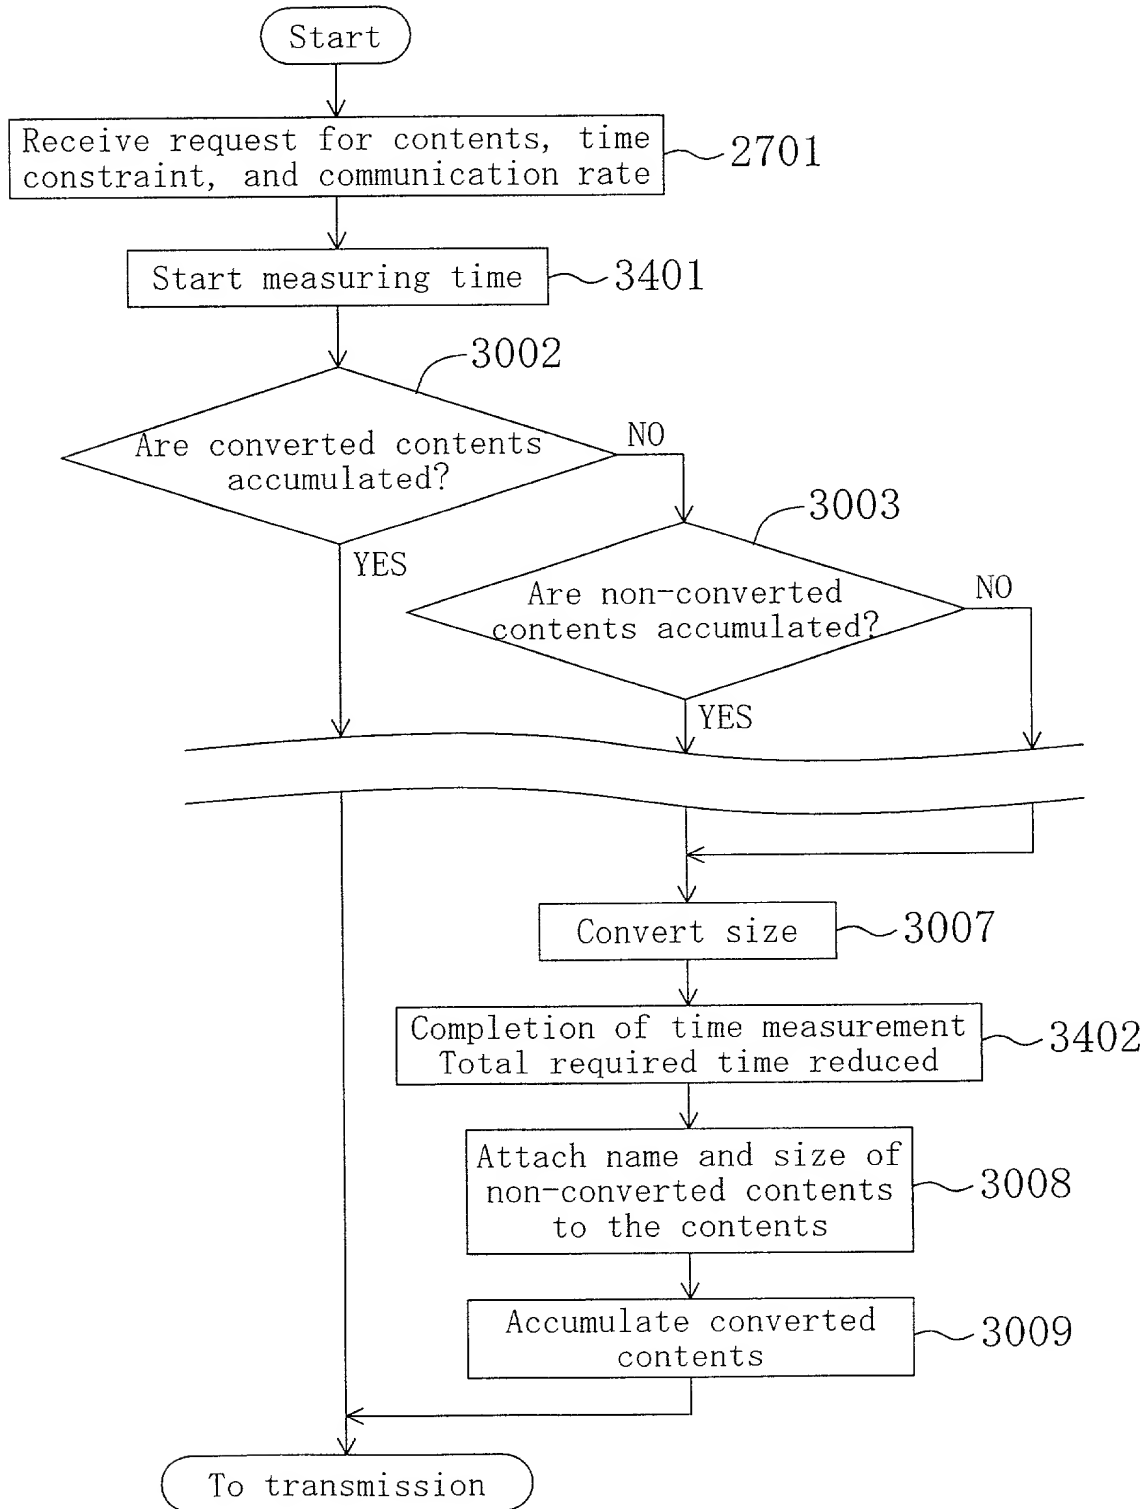 Start
Receive request for contents, time
constraint, and communication rate
2701
Start measuring time
3401
3002
Are converted contents
accumulated?
NO
3003
YES
Are non-converted
contents accumulated?
NO
YES
Convert size
3007
Completion of time measurement
Total required time reduced
3402
Attach name and size of
non-converted contents
to the contents
3008
Accumulate converted
contents
3009
To transmission